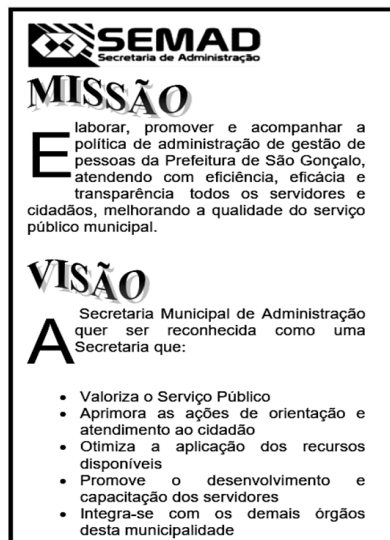 SEMAD
Secretaria de Administração
MISSÃO
Elaborar, promover e acompanhar a
política de administração de gestão de
pessoas da Prefeitura de São Gonçalo,
atendendo com eficiência, eficácia e
transparência todos os servidores e
cidadãos, melhorando a qualidade do serviço
público municipal.
VISÃO
A Secretaria Municipal de Administração
quer ser reconhecida como uma
Secretaria que:
• Valoriza o Serviço Público
• Aprimora as ações de orientação e
atendimento ao cidadão
• Otimiza a aplicação dos recursos
disponíveis
• Promove o desenvolvimento e
capacitação dos servidores
• Integra-se com os demais órgãos
desta municipalidade